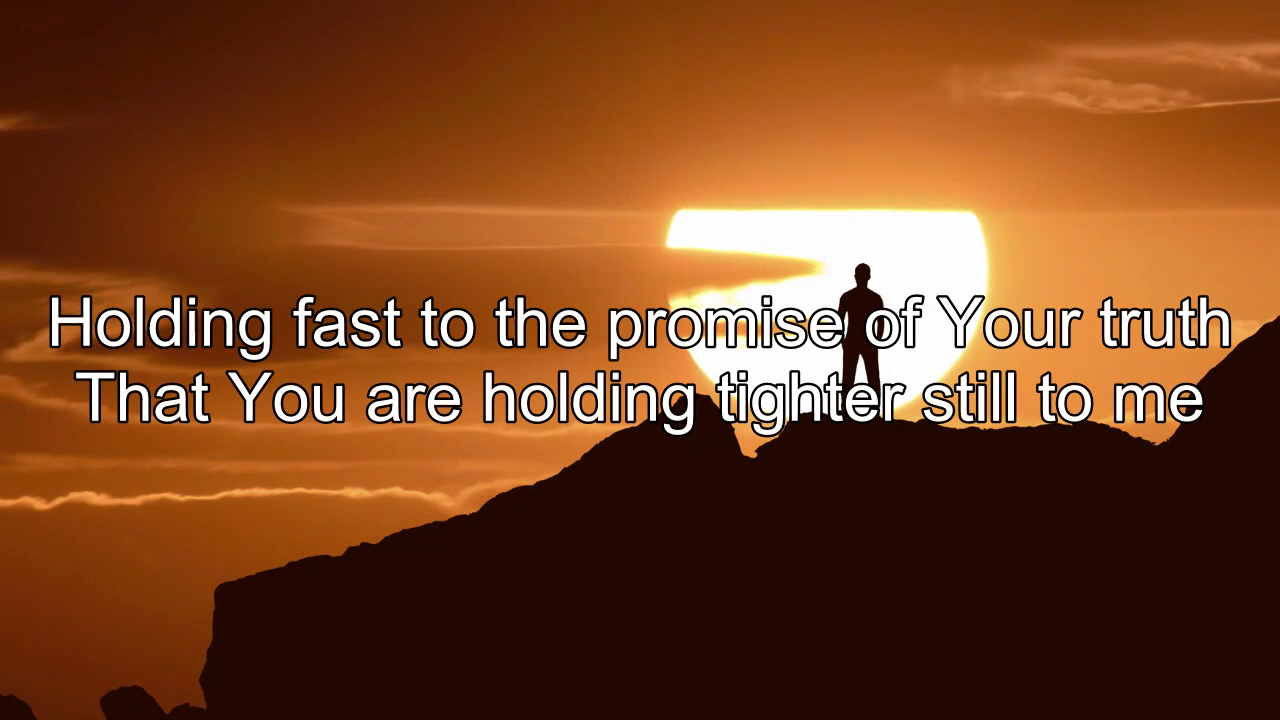 Holding fast to the promise of Your truth
That You are holding tighter still to me